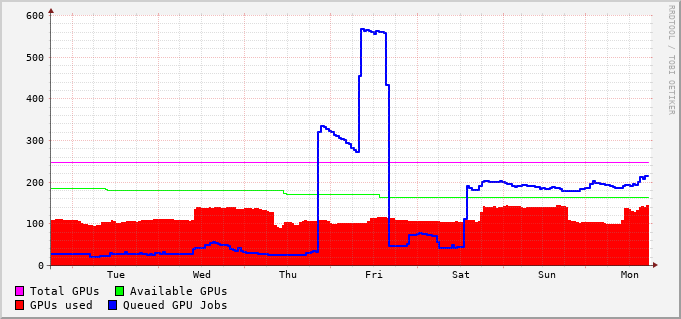 600
500
400
300
200
100
0
Tue Wed Thu Fri Sat Sun Mon
Total GPUs Available GPUs
GPUs used Queued GPU Jobs
RRDTOOL / TOBI OETIKER